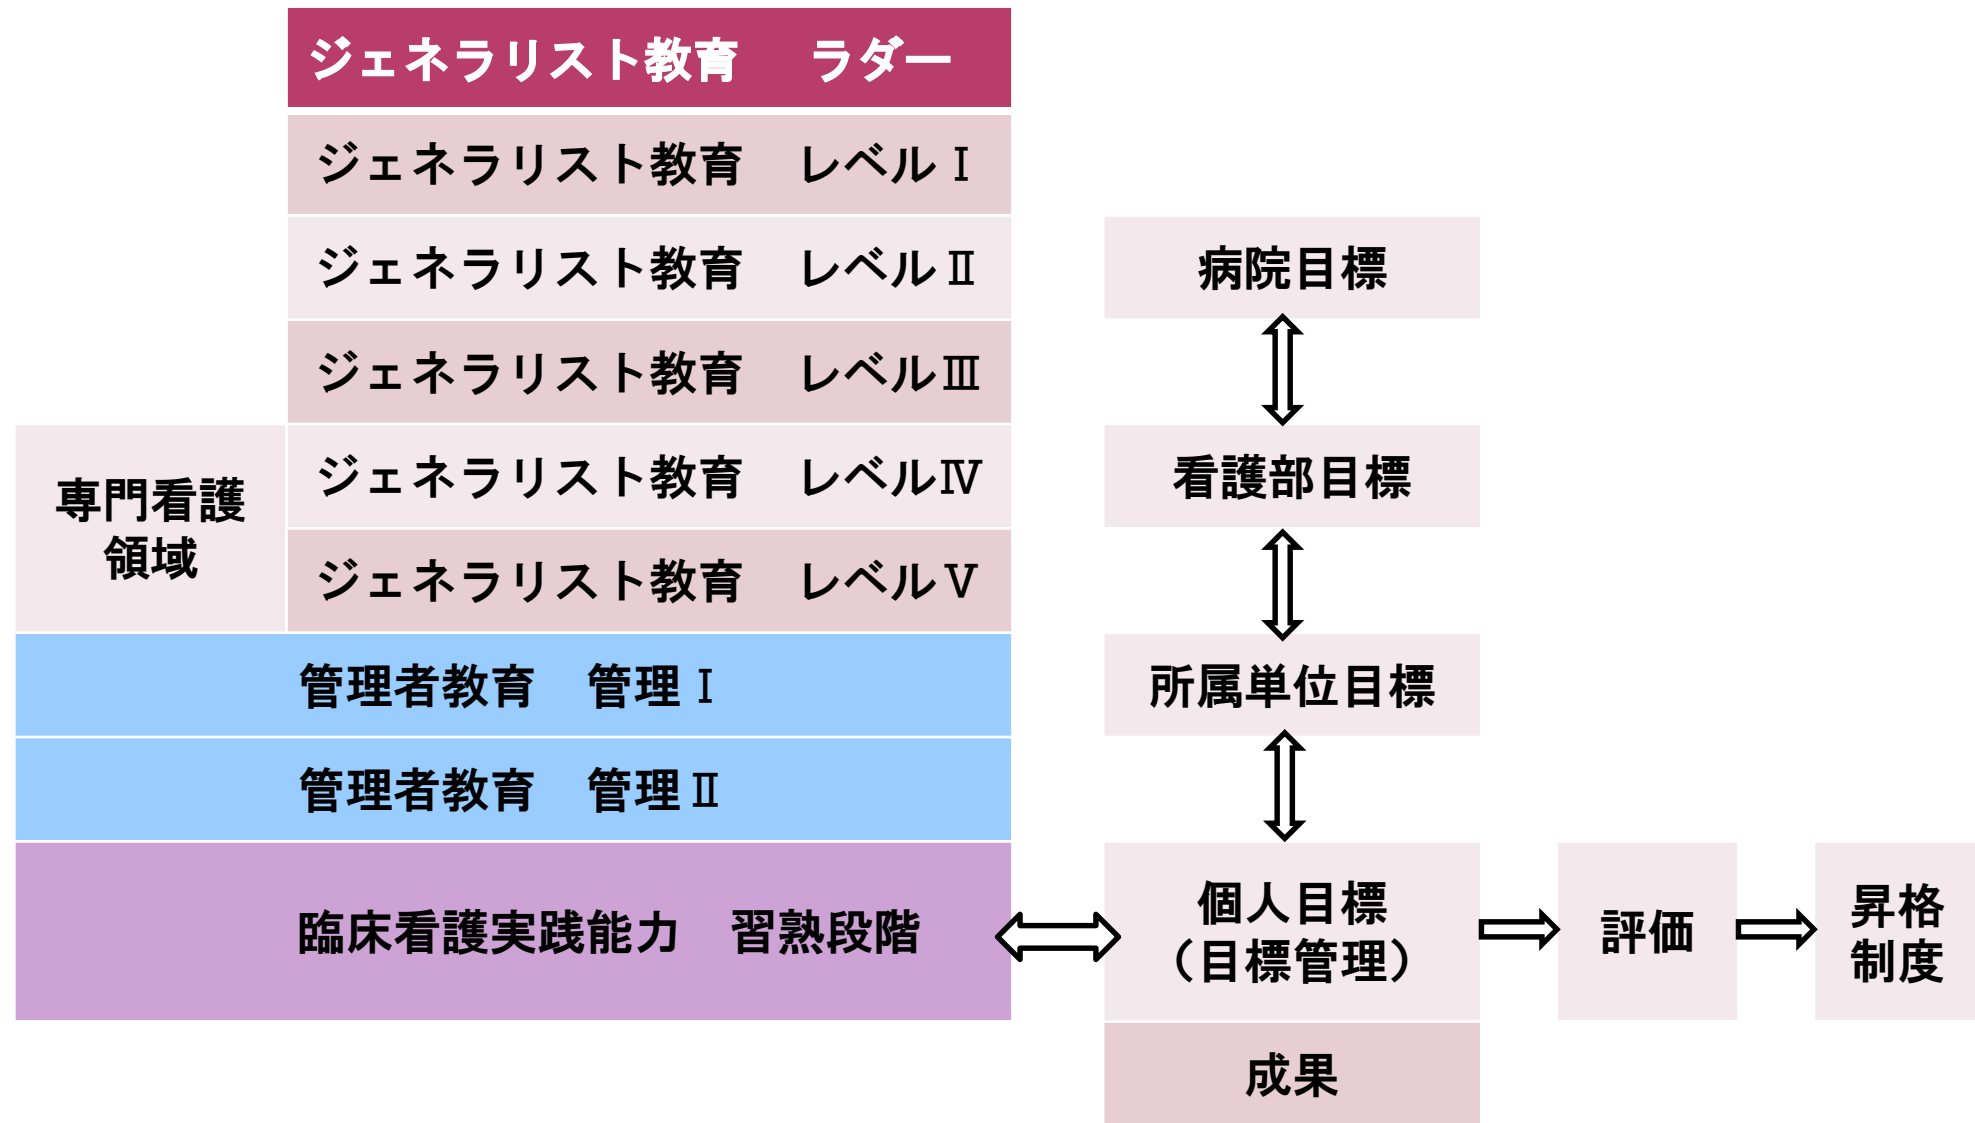 ジェネラリスト教育　ラダー
ジェネラリスト教育　レベルⅠ
ジェネラリスト教育　レベルⅡ
ジェネラリスト教育　レベルⅢ
ジェネラリスト教育　レベルⅣ
ジェネラリスト教育　レベルⅤ
専門看護
領域
管理者教育　管理Ⅰ
管理者教育　管理Ⅱ
臨床看護実践能力　習熟段階
病院目標
看護部目標
所属単位目標
個人目標
（目標管理）
成果
評価
昇格
制度